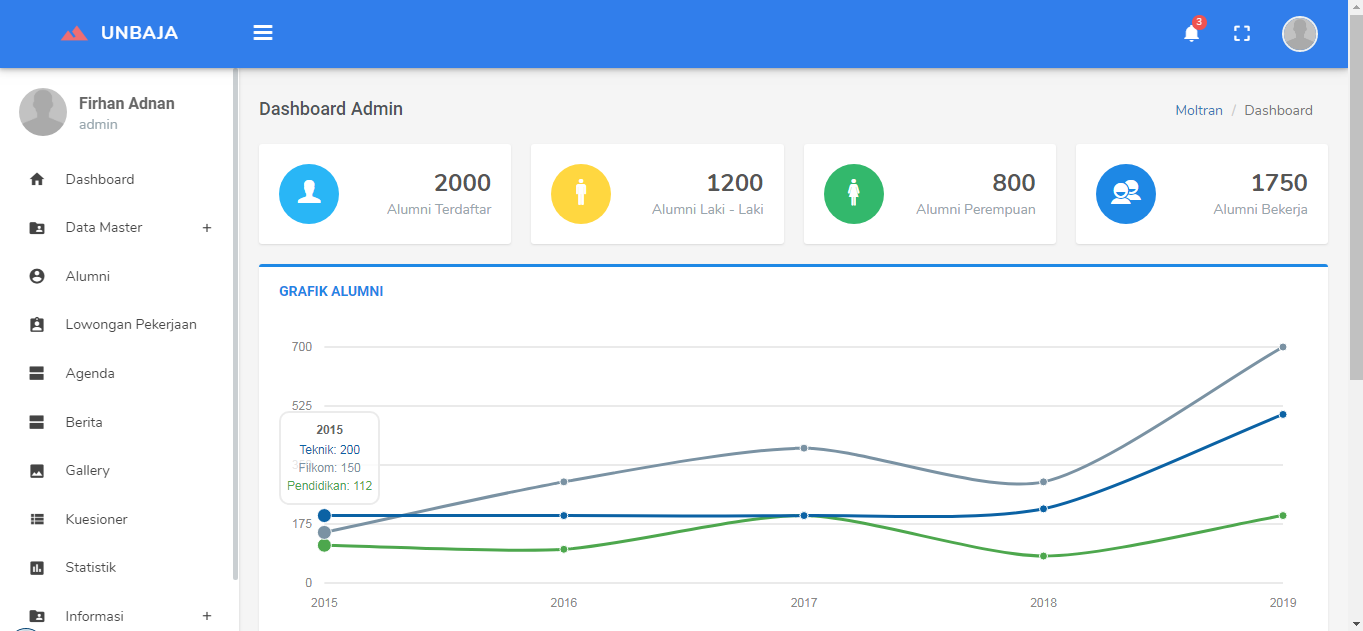 UNBAJA
3
Firhan Adnan
admin
Dashboard
Data Master +
Alumni
Lowongan Pekerjaan
Agenda
Berita
Gallery
Kuesioner
Statistik
Informasi +
Dashboard Admin
Moltran / Dashboard
2000
Alumni Terdaftar
1200
Alumni Laki - Laki
800
Alumni Perempuan
1750
Alumni Bekerja
GRAFIK ALUMNI
700
525
2015
Teknik: 200
Filkom: 150
Pendidikan: 112
175
0
2015 2016 2017 2018 2019